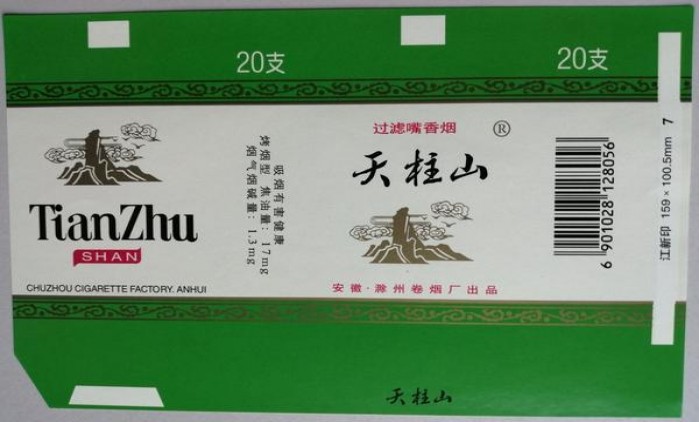 20支
20支
TianZhu
SHAN
CHUZHOU CIGARETTE FACTORY. ANHUI
吸烟有害健康
烤烟型 焦油量：17mg
烟气烟碱量：1.3mg
过滤嘴香烟
®
天柱山
安徽·滁州卷烟厂出品
6 901028 128056
江新印 159×100.5mm 7
天柱山